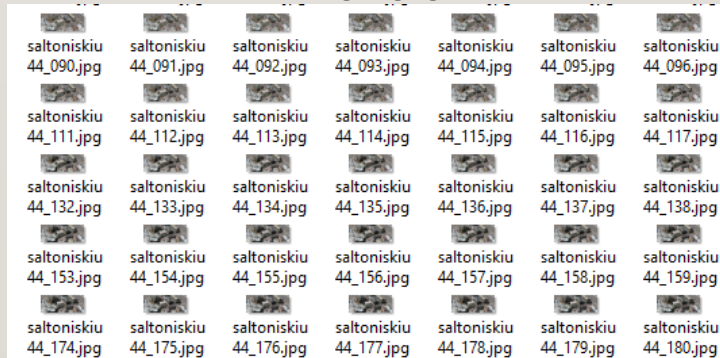 saltoniskiu saltoniskiu saltoniskiu saltoniskiu saltoniskiu saltoniskiu saltoniskiu
44_090.jpg 44_091.jpg 44_092.jpg 44_093.jpg 44_094.jpg 44_095.jpg 44_096.jpg
saltoniskiu saltoniskiu saltoniskiu saltoniskiu saltoniskiu saltoniskiu saltoniskiu
44_111.jpg 44_112.jpg 44_113.jpg 44_114.jpg 44_115.jpg 44_116.jpg 44_117.jpg
saltoniskiu saltoniskiu saltoniskiu saltoniskiu saltoniskiu saltoniskiu saltoniskiu
44_132.jpg 44_133.jpg 44_134.jpg 44_135.jpg 44_136.jpg 44_137.jpg 44_138.jpg
saltoniskiu saltoniskiu saltoniskiu saltoniskiu saltoniskiu saltoniskiu saltoniskiu
44_153.jpg 44_154.jpg 44_155.jpg 44_156.jpg 44_157.jpg 44_158.jpg 44_159.jpg
saltoniskiu saltoniskiu saltoniskiu saltoniskiu saltoniskiu saltoniskiu saltoniskiu
44_174.jpg 44_175.jpg 44_176.jpg 44_177.jpg 44_178.jpg 44_179.jpg 44_180.jpg